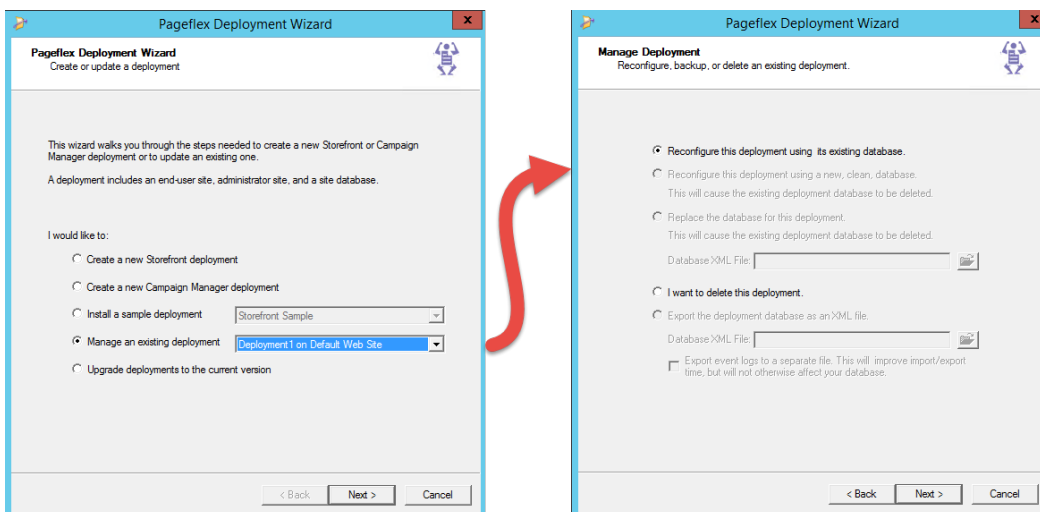 Pageflex Deployment Wizard
x
Pageflex Deployment Wizard
Create or update a deployment
This wizard walks you through the steps needed to create a new Storefront or Campaign
Manager deployment or to update an existing one.
A deployment includes an end-user site, administrator site, and a site database.
I would like to:
Create a new Storefront deployment
Create a new Campaign Manager deployment
Install a sample deployment
Storefront Sample
Manage an existing deployment
Deployment1 on Default Web Site
Upgrade deployments to the current version
< Back
Next >
Cancel
Pageflex Deployment Wizard
x
Manage Deployment
Reconfigure, backup, or delete an existing deployment.
Reconfigure this deployment using its existing database.
Reconfigure this deployment using a new, clean, database.
This will cause the existing deployment database to be deleted.
Replace the database for this deployment.
This will cause the existing deployment database to be deleted.
Database XML File:
I want to delete this deployment.
Export the deployment database as an XML file.
Database XML File:
Export event logs to a separate file. This will improve import/export
time, but will not otherwise affect your database.
< Back
Next >
Cancel